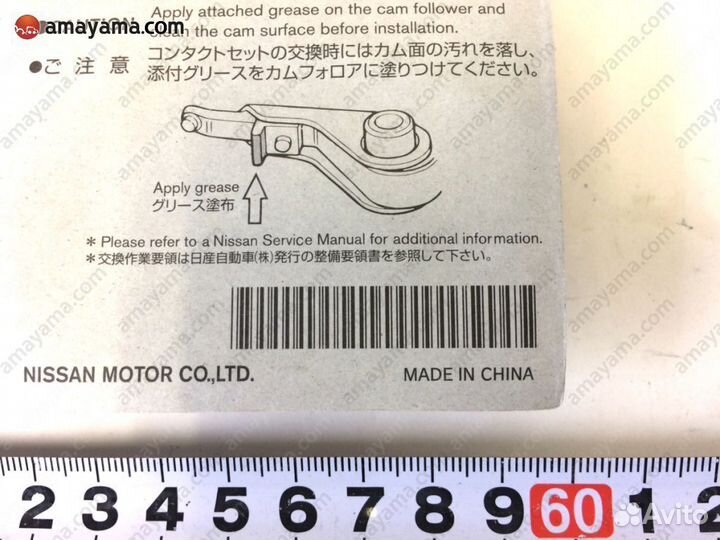 Apply attached grease on the cam follower and
CAUTION clean the cam surface before installation.
amayama.com
●ご注意 コンタクトセットの交換時にはカム面の汚れを落し、
添付グリースをカムフォロアに塗りつけてください。
Apply grease
グリース塗布
* Please refer to a Nissan Service Manual for additional information.
*交換作業要領は日産自動車(株)発行の整備要領書を参照して下さい。
NISSAN MOTOR CO.,LTD. MADE IN CHINA
2 3 4 5 6 7 8 9 60 1 2
Avito